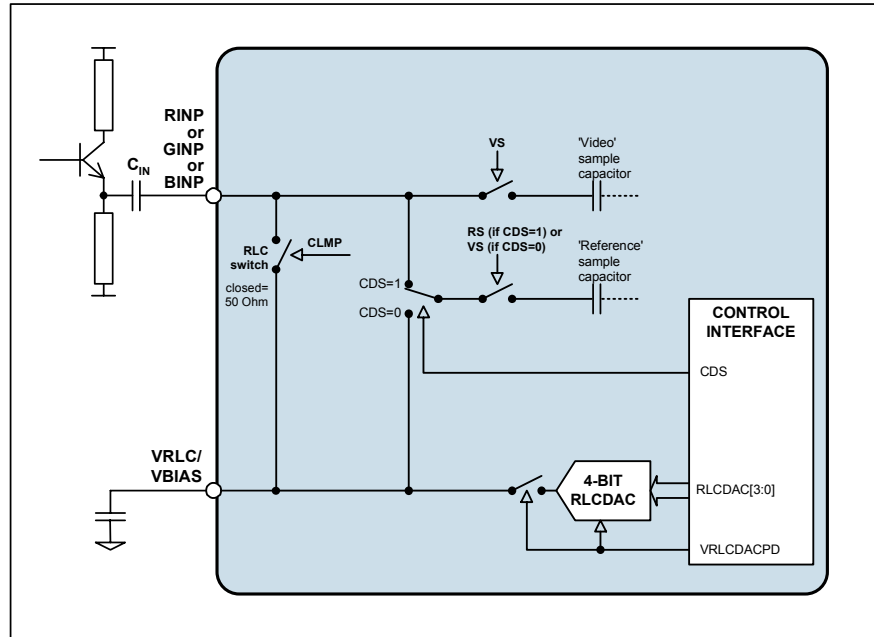 RINP
or
GINP
or
BINP
CIN
VS
'Video'
sample
capacitor
RLC
switch
CLMP
closed=
50 Ohm
RS (if CDS=1) or
VS (if CDS=0)
'Reference'
sample
capacitor
CDS=1
CDS=0
CONTROL
INTERFACE
CDS
VRLC/
VBIAS
4-BIT
RLCDAC
RLCDAC[3:0]
VRLCDACPD